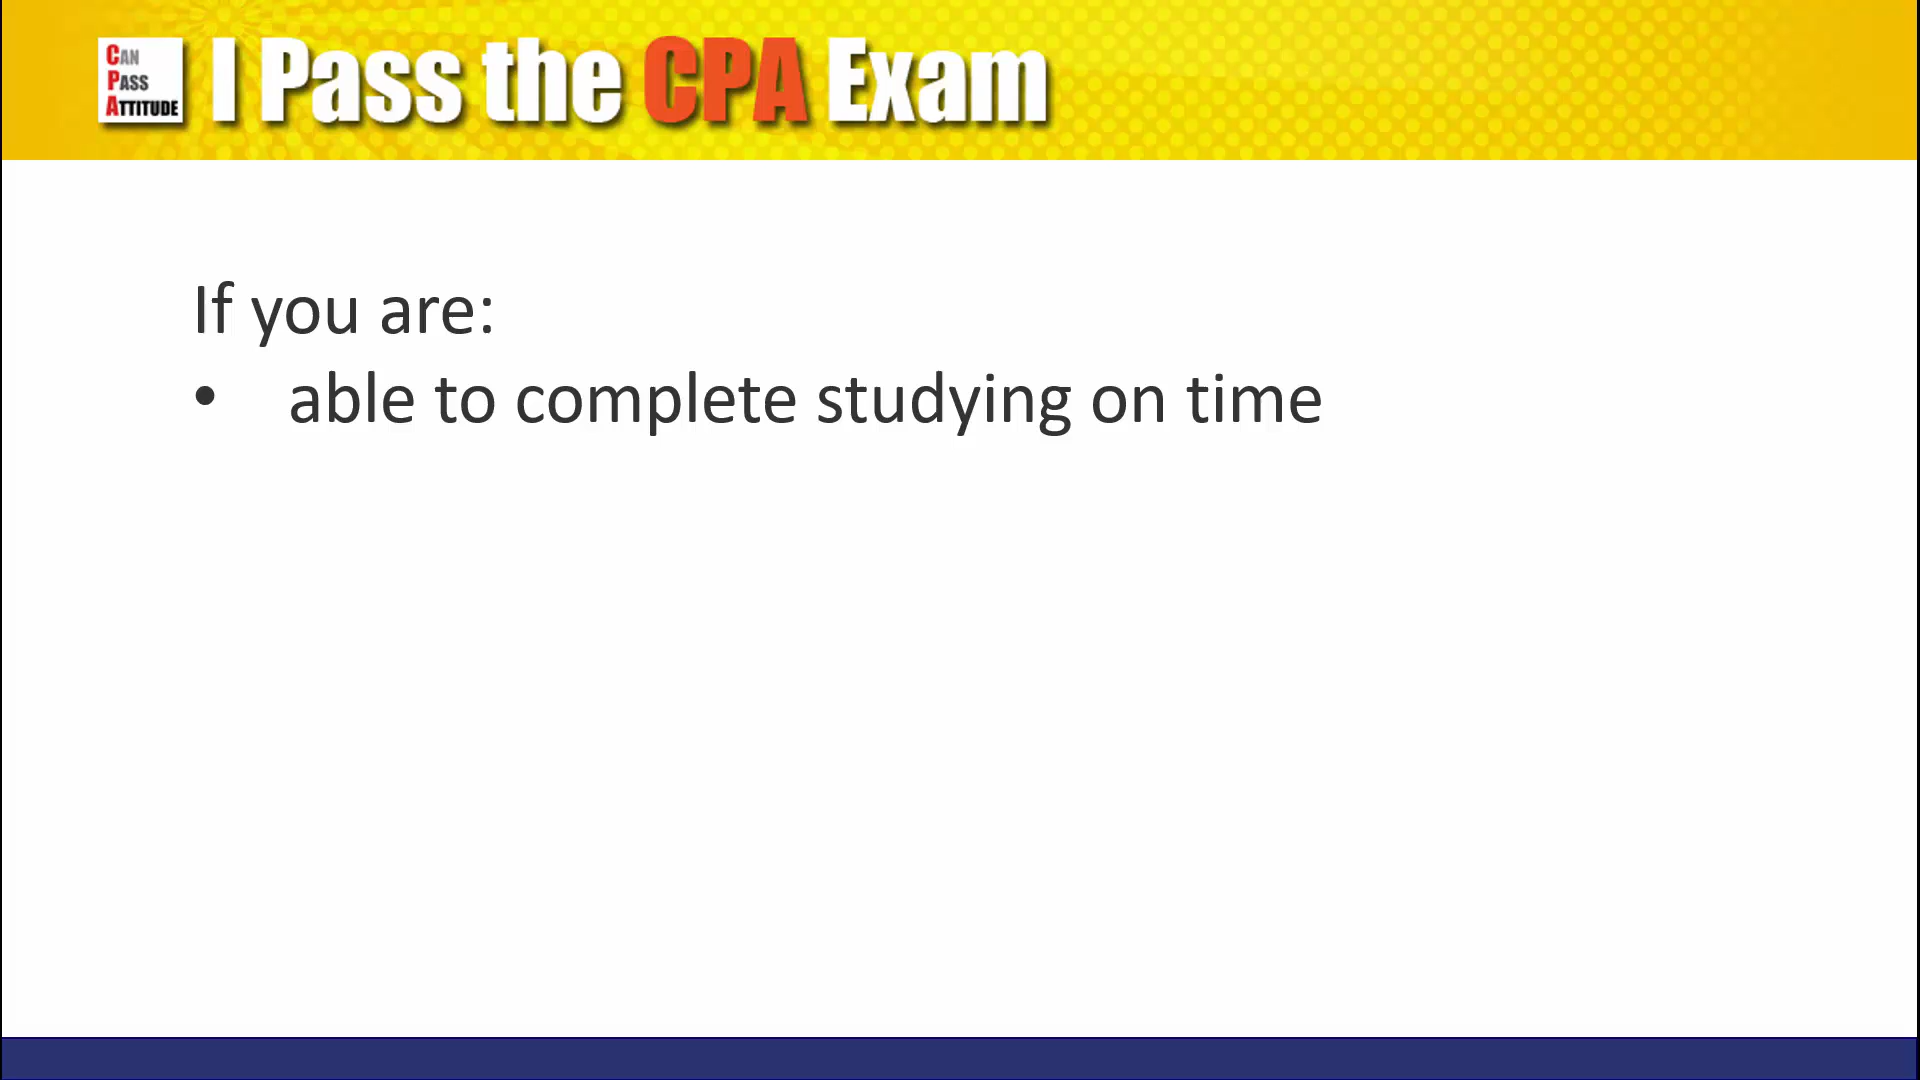 CAN
PASS
ATTITUDE
I Pass the CPA Exam
If you are:
• able to complete studying on time